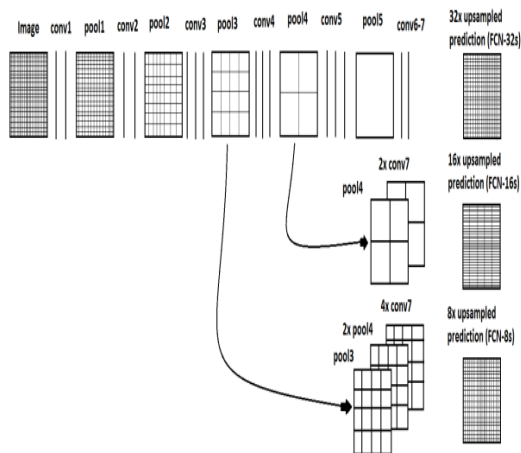 Image conv1 pool1 conv2 pool2 conv3 pool3 conv4 pool4 conv5 pool5 conv6-7
32x upsampled
prediction (FCN-32s)
2x conv7
pool4
16x upsampled
prediction (FCN-16s)
4x conv7
2x pool4
pool3
8x upsampled
prediction (FCN-8s)